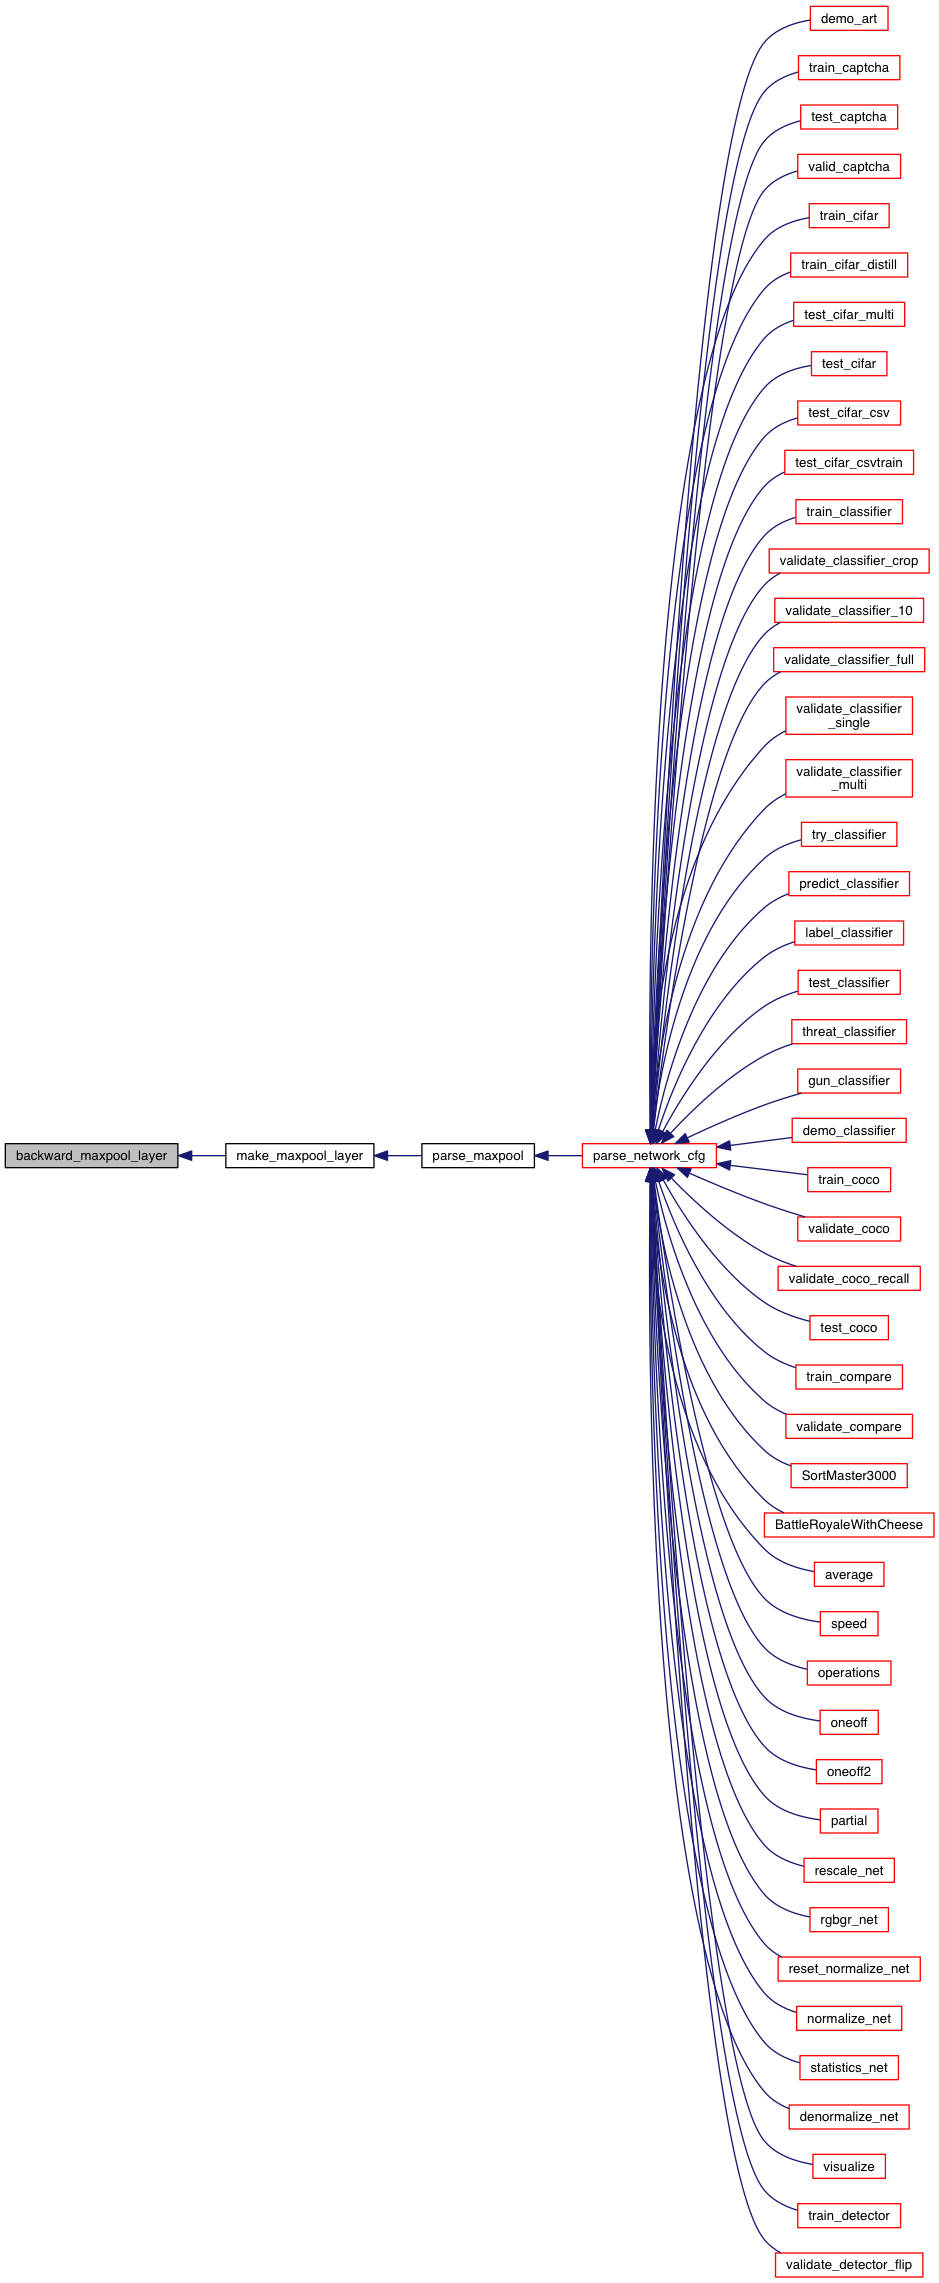 demo_art
train_captcha
test_captcha
valid_captcha
train_cifar
train_cifar_distill
test_cifar_multi
test_cifar
test_cifar_csv
test_cifar_csvtrain
train_classifier
validate_classifier_crop
validate_classifier_10
validate_classifier_full
validate_classifier
_single
validate_classifier
_multi
try_classifier
predict_classifier
label_classifier
test_classifier
threat_classifier
gun_classifier
demo_classifier
backward_maxpool_layer
make_maxpool_layer
parse_maxpool
parse_network_cfg
train_coco
validate_coco
validate_coco_recall
test_coco
train_compare
validate_compare
SortMaster3000
BattleRoyaleWithCheese
average
speed
operations
oneoff
oneoff2
partial
rescale_net
rgbgr_net
reset_normalize_net
normalize_net
statistics_net
denormalize_net
visualize
train_detector
validate_detector_flip